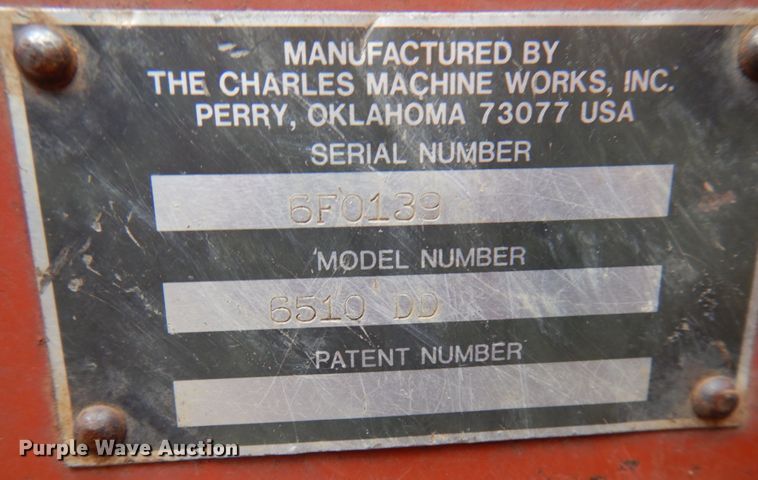 MANUFACTURED BY
THE CHARLES MACHINE WORKS, INC.
PERRY, OKLAHOMA 73077 USA
SERIAL NUMBER
6F0139
MODEL NUMBER
6510 DD
PATENT NUMBER
Purple Wave Auction